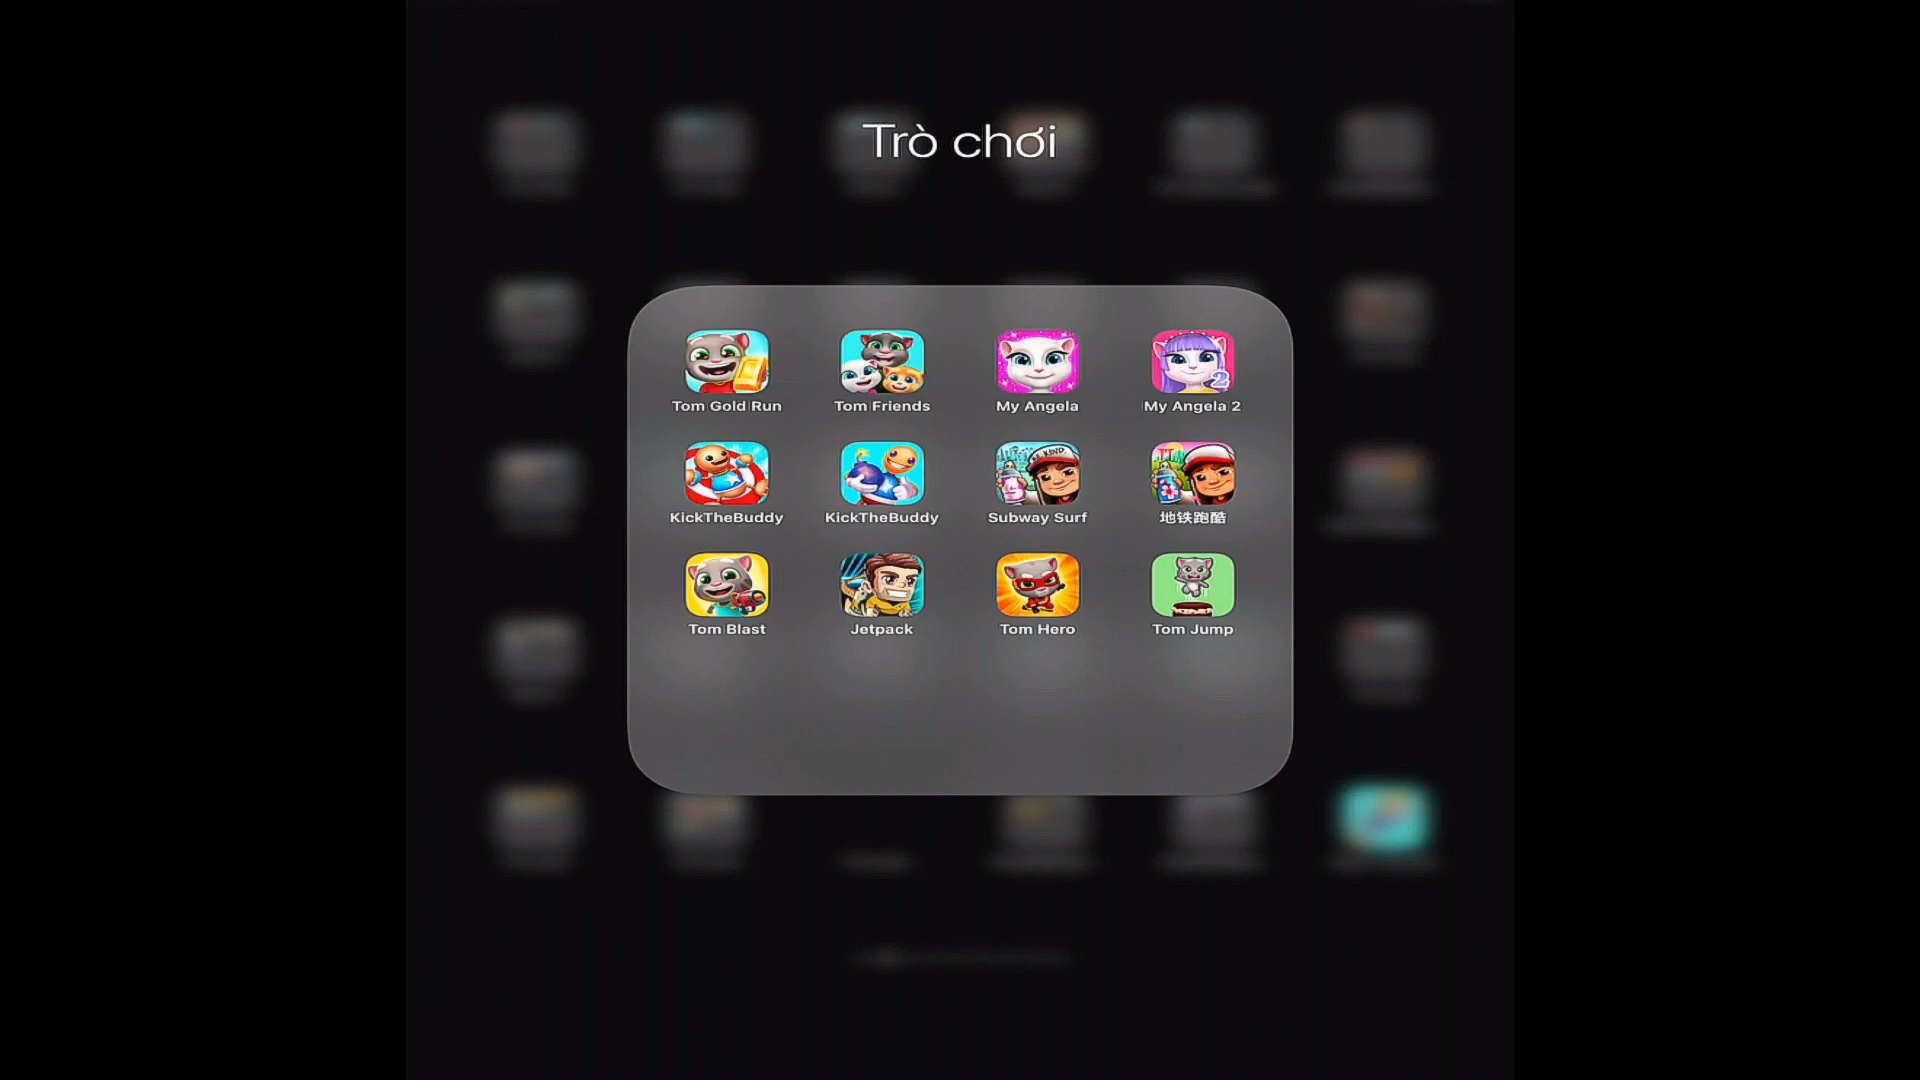 Trò chơi
Tom Gold Run
Tom Friends
My Angela
My Angela 2
KickTheBuddy
KickTheBuddy
Subway Surf
地铁跑酷
Tom Blast
Jetpack
Tom Hero
Tom Jump